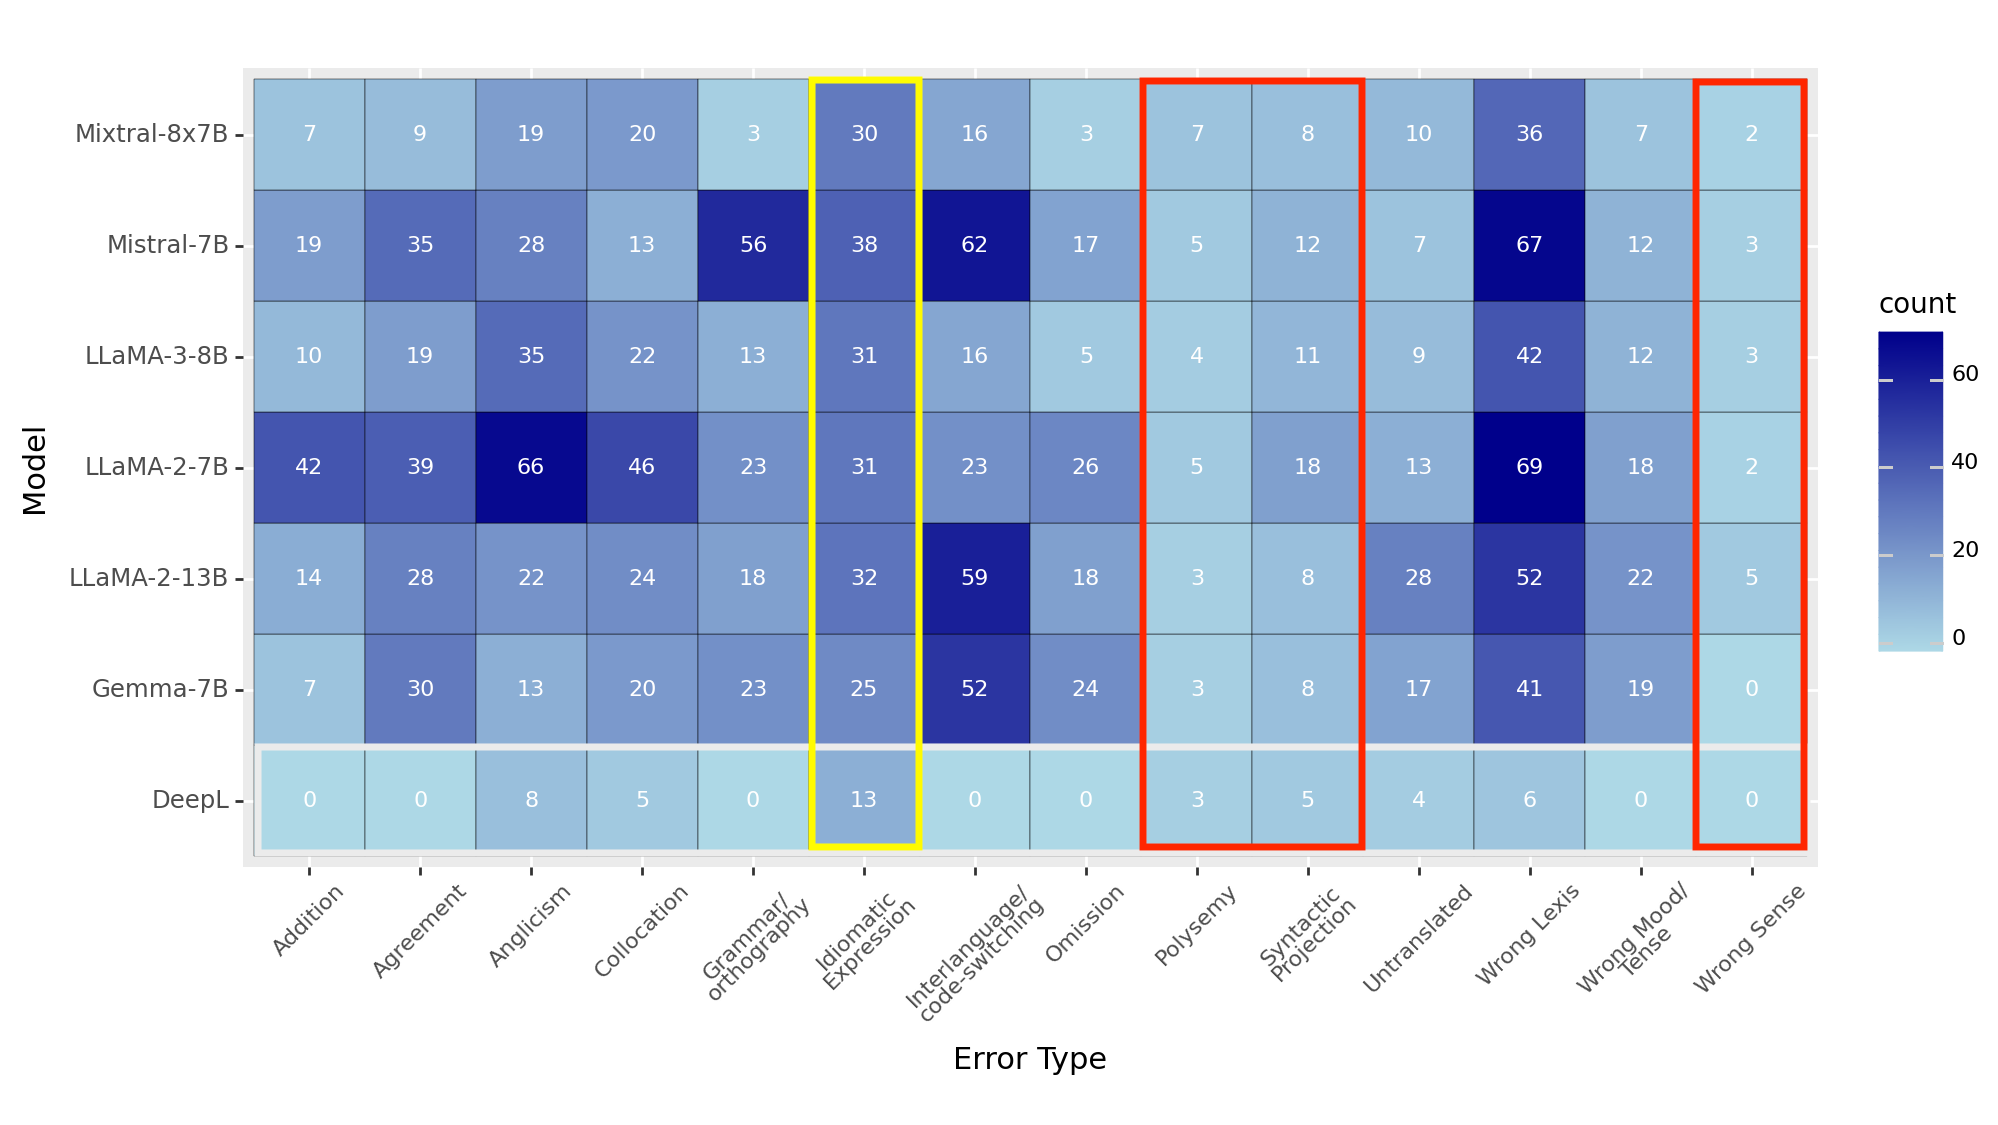 Mixtral-8x7B 7 9 19 20 3 30 16 3 7 8 10 36 7 2
Mistral-7B 19 35 28 13 56 38 62 17 5 12 7 67 12 3
LLaMA-3-8B 10 19 35 22 13 31 16 5 4 11 9 42 12 3
LLaMA-2-7B 42 39 66 46 23 31 23 26 5 18 13 69 18 2
LLaMA-2-13B 14 28 22 24 18 32 59 18 3 8 28 52 22 5
Gemma-7B 7 30 13 20 23 25 52 24 3 8 17 41 19 0
DeepL 0 0 8 5 0 13 0 0 3 5 4 6 0 0
Model
Addition
Agreement
Anglicism
Collocation
Grammar/
orthography
Idiomatic
Expression
Interlanguage/
code-switching
Omission
Polysemy
Syntactic
Projection
Untranslated
Wrong Lexis
Wrong Mood/
Tense
Wrong Sense
Error Type
count
60
40
20
0